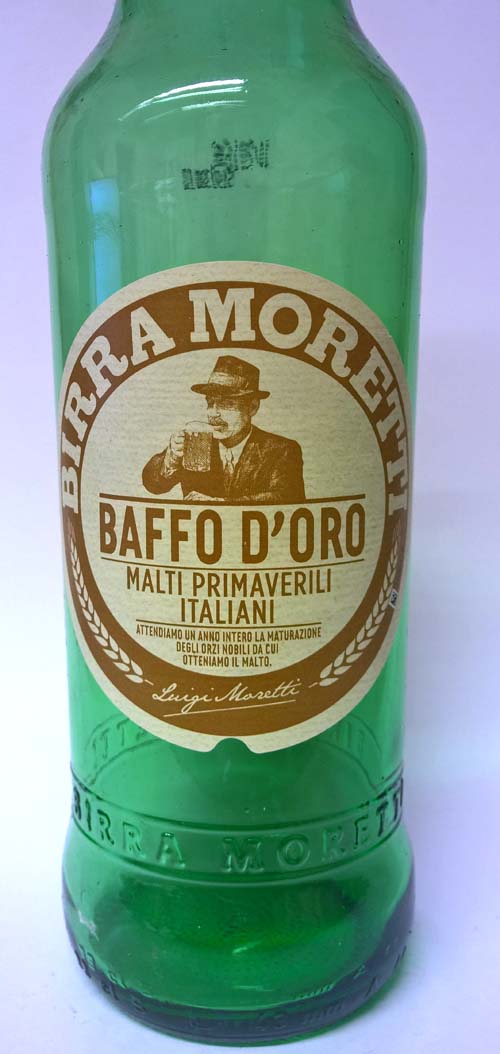 BIRRA MORETTI
BAFFO D'ORO
MALTI PRIMAVERILI
ITALIANI
ATTENDIAMO UN ANNO INTERO LA MATURAZIONE
DEGLI ORZI NOBILI DA CUI
OTTENIAMO IL MALTO.
Luigi Moretti
BIRRA MORETTI